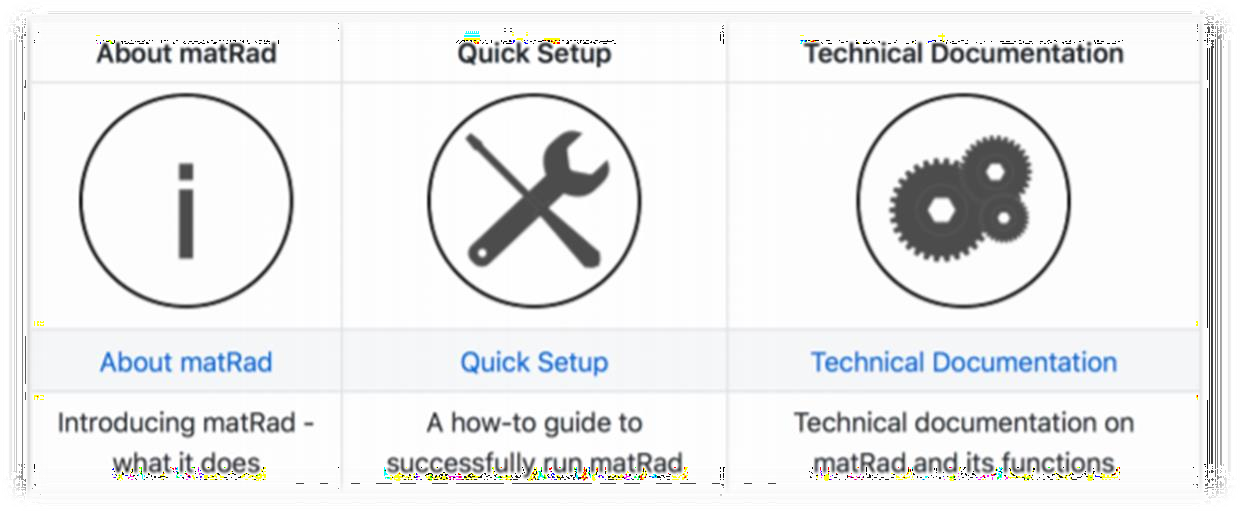 About matRad
Quick Setup
Technical Documentation
i
About matRad
Quick Setup
Technical Documentation
Introducing matRad -
what it does
A how-to guide to
successfully run matRad
Technical documentation on
matRad and its functions